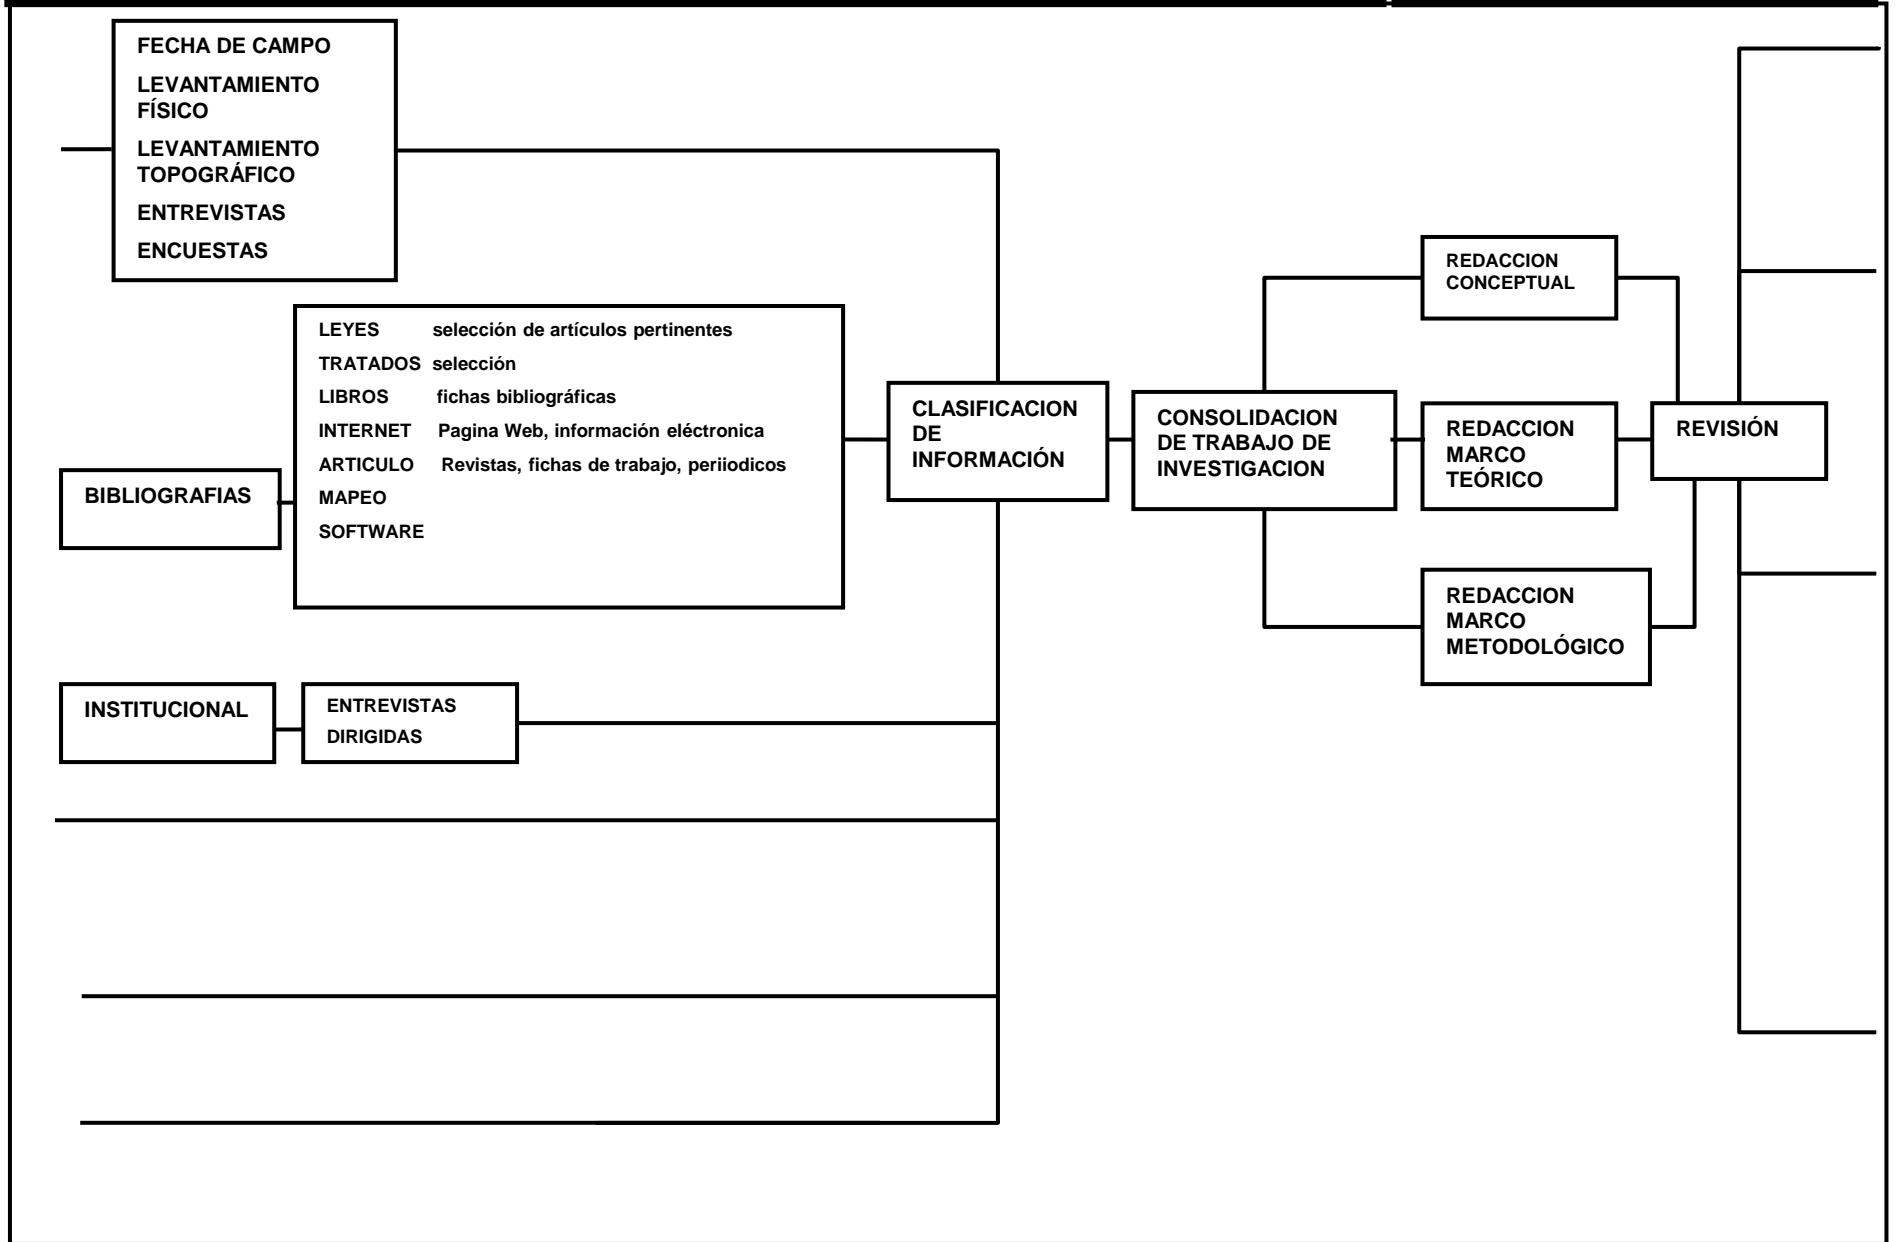 FECHA DE CAMPO
LEVANTAMIENTO
FÍSICO
LEVANTAMIENTO
TOPOGRÁFICO
ENTREVISTAS
ENCUESTAS
LEYES selección de artículos pertinentes
TRATADOS selección
LIBROS fichas bibliográficas
INTERNET Pagina Web, información eléctronica
ARTICULO Revistas, fichas de trabajo, periiodicos
MAPEO
SOFTWARE
BIBLIOGRAFIAS
INSTITUCIONAL
ENTREVISTAS
DIRIGIDAS
CLASIFICACION
DE
INFORMACIÓN
CONSOLIDACION
DE TRABAJO DE
INVESTIGACION
REDACCION
CONCEPTUAL
REDACCION
MARCO
TEÓRICO
REDACCION
MARCO
METODOLÓGICO
REVISIÓN